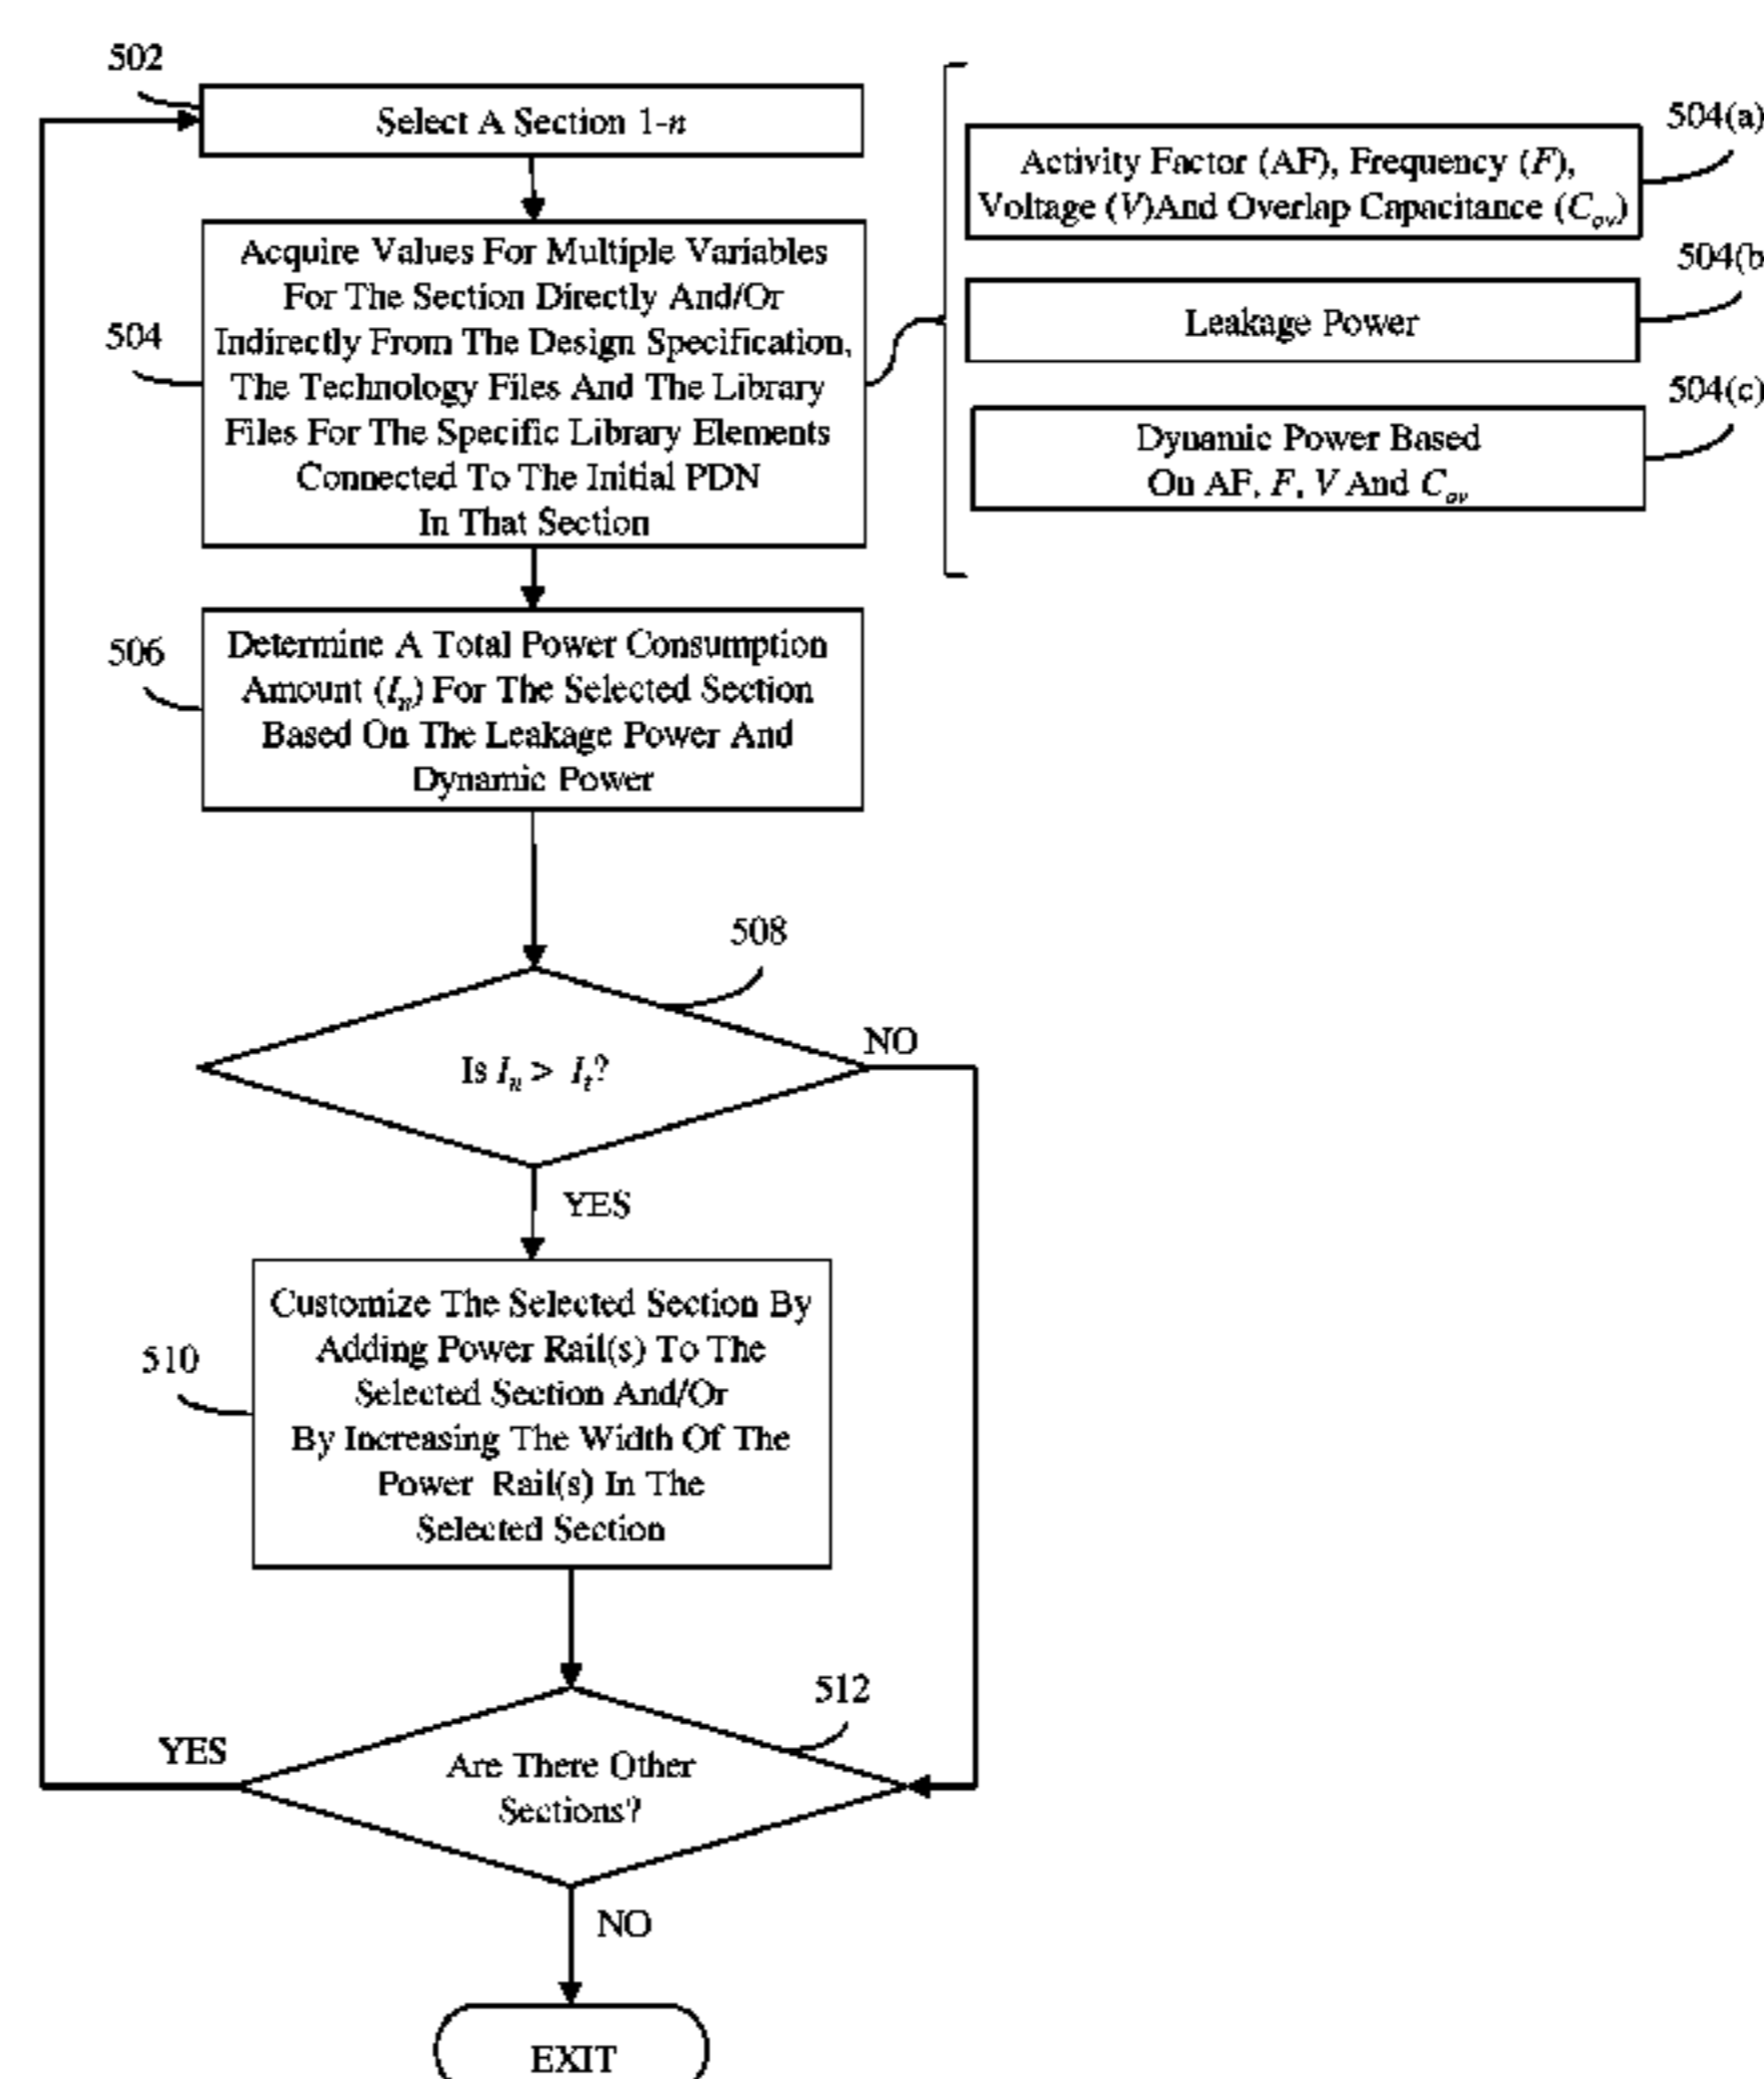 502
Select A Section 1-n
504(a)
Activity Factor (AF), Frequency (F),
Voltage (V)And Overlap Capacitance (Cov)
504(b
Leakage Power
504(c)
Dynamic Power Based
On AF, F, V And Cov
504
Acquire Values For Multiple Variables
For The Section Directly And/Or
Indirectly From The Design Specification,
The Technology Files And The Library
Files For The Specific Library Elements
Connected To The Initial PDN
In That Section
506
Determine A Total Power Consumption
Amount (In) For The Selected Section
Based On The Leakage Power And
Dynamic Power
508
Is In > It?
NO
YES
510
Customize The Selected Section By
Adding Power Rail(s) To The
Selected Section And/Or
By Increasing The Width Of The
Power Rail(s) In The
Selected Section
512
Are There Other
Sections?
YES
NO
EXIT